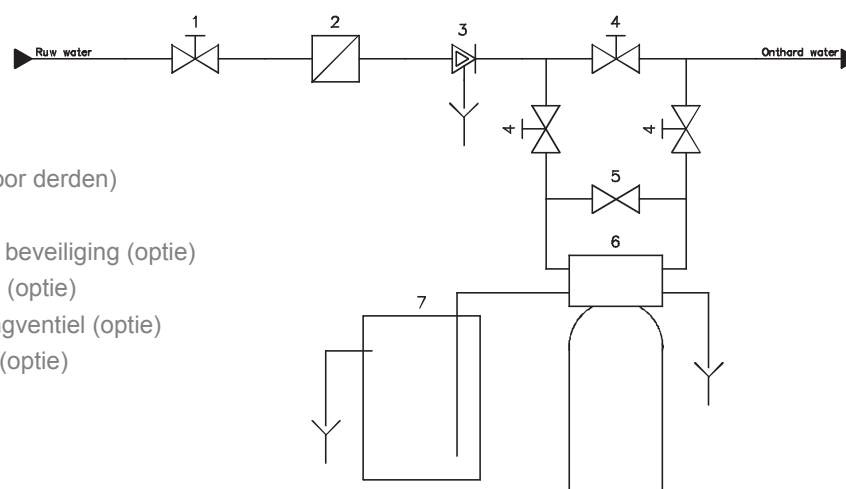 1
2
3
4
Ruw water
Onthard water
4
4
5
6
7
oor derden)
beveiliging (optie)
(optie)
gventiel (optie)
(optie)